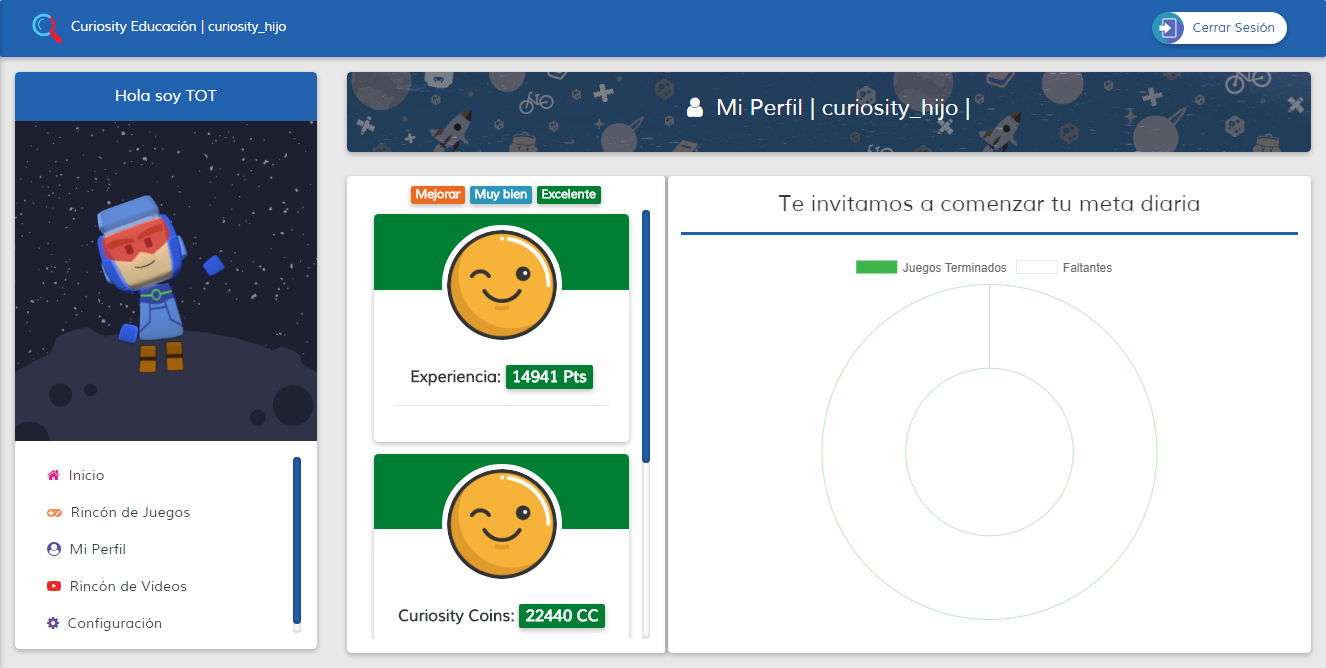 Curiosity Educación | curiosity_hijo
Cerrar Sesión
Hola soy TOT
Inicio
Rincón de Juegos
Mi Perfil
Rincón de Videos
Configuración
Mi Perfil | curiosity_hijo |
Mejorar Muy bien Excelente
Experiencia: 14941 Pts
Curiosity Coins: 22440 CC
Te invitamos a comenzar tu meta diaria
Juegos Terminados Faltantes